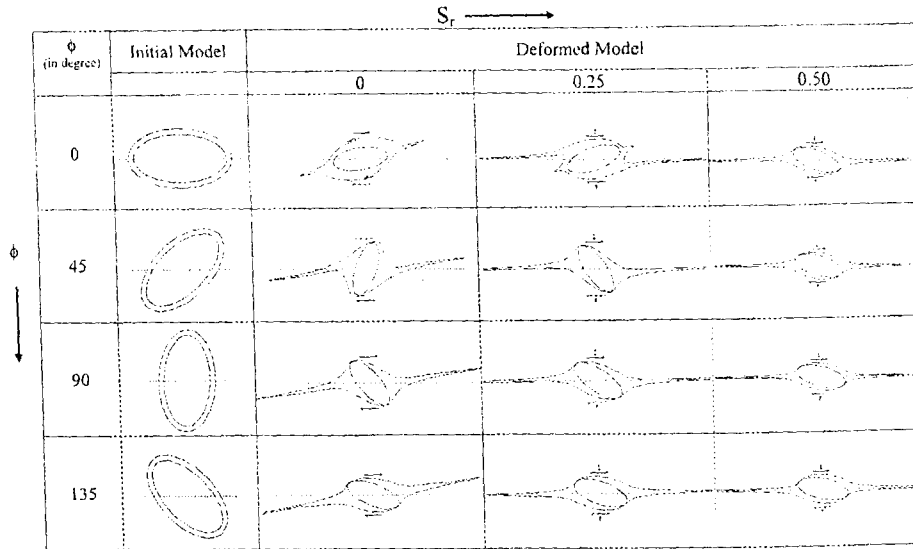 Sr
ϕ Initial Model Deformed Model
(in degree)
0 0.25 0.50
0
ϕ 45
90
135